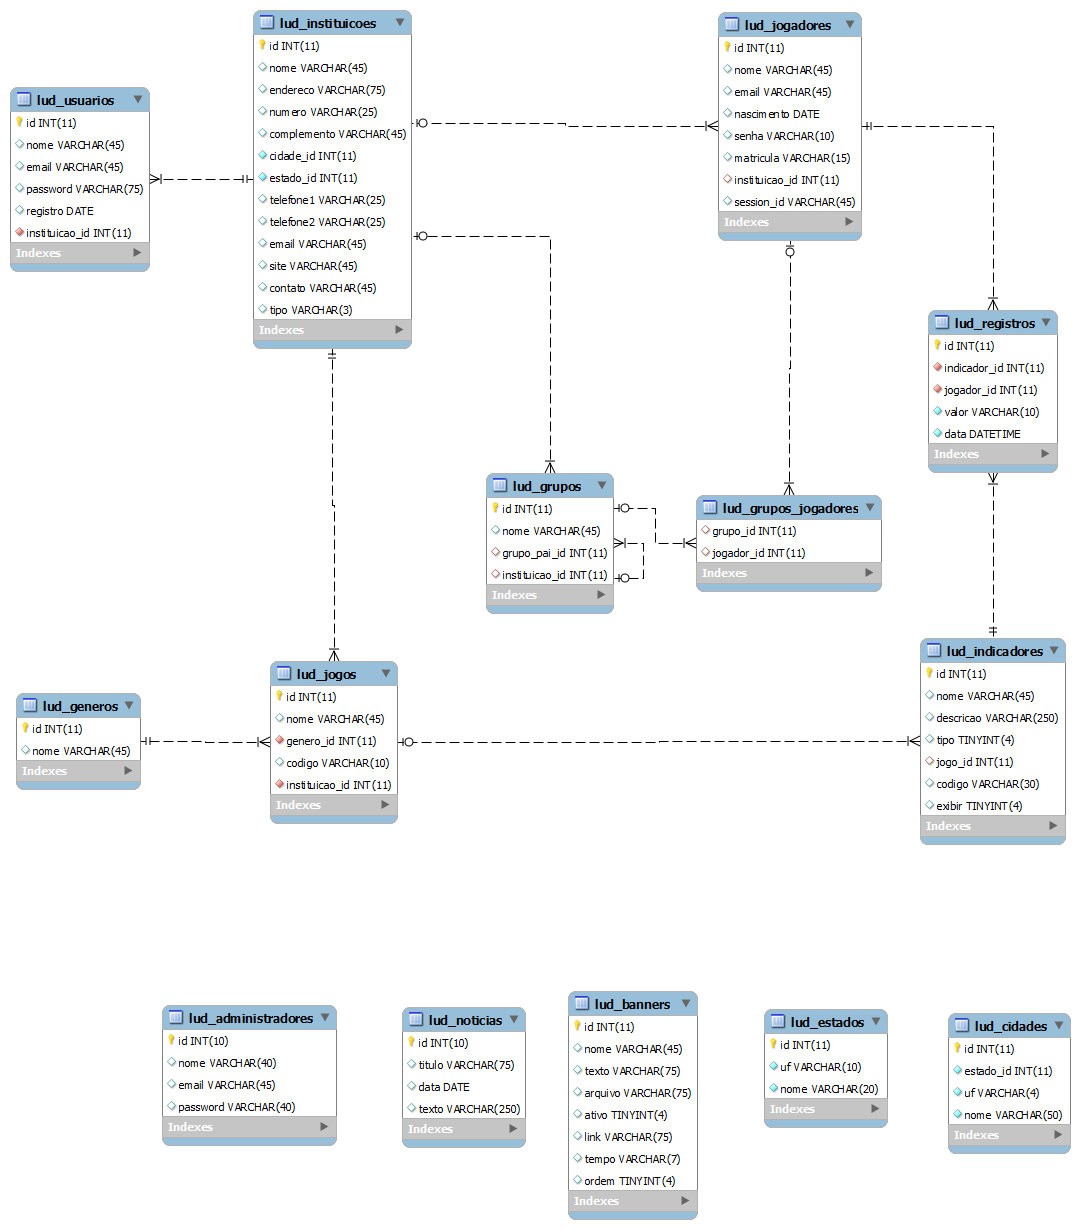 lud_instituicoes
id INT(11)
nome VARCHAR(45)
endereco VARCHAR(75)
numero VARCHAR(25)
complemento VARCHAR(45)
cidade_id INT(11)
estado_id INT(11)
telefone1 VARCHAR(25)
telefone2 VARCHAR(25)
email VARCHAR(45)
site VARCHAR(45)
contato VARCHAR(45)
tipo VARCHAR(3)
Indexes
lud_jogadores
id INT(11)
nome VARCHAR(45)
email VARCHAR(45)
nascimento DATE
senha VARCHAR(10)
matricula VARCHAR(15)
instituicao_id INT(11)
session_id VARCHAR(45)
Indexes
lud_usuarios
id INT(11)
nome VARCHAR(45)
email VARCHAR(45)
password VARCHAR(75)
registro DATE
instituicao_id INT(11)
Indexes
lud_registros
id INT(11)
indicador_id INT(11)
jogador_id INT(11)
valor VARCHAR(10)
data DATETIME
Indexes
lud_grupos
id INT(11)
nome VARCHAR(45)
grupo_pai_id INT(11)
instituicao_id INT(11)
Indexes
lud_grupos_jogadores
grupo_id INT(11)
jogador_id INT(11)
Indexes
lud_generos
id INT(11)
nome VARCHAR(45)
Indexes
lud_jogos
id INT(11)
nome VARCHAR(45)
genero_id INT(11)
codigo VARCHAR(10)
instituicao_id INT(11)
Indexes
lud_indicadores
id INT(11)
nome VARCHAR(45)
descricao VARCHAR(250)
tipo TINYINT(4)
jogo_id INT(11)
codigo VARCHAR(30)
exibir TINYINT(4)
Indexes
lud_administradores
id INT(10)
nome VARCHAR(40)
email VARCHAR(45)
password VARCHAR(40)
Indexes
lud_noticias
id INT(10)
titulo VARCHAR(75)
data DATE
texto VARCHAR(250)
Indexes
lud_banners
id INT(11)
nome VARCHAR(45)
texto VARCHAR(75)
arquivo VARCHAR(75)
ativo TINYINT(4)
link VARCHAR(75)
tempo VARCHAR(7)
ordem TINYINT(4)
Indexes
lud_estados
id INT(11)
uf VARCHAR(10)
nome VARCHAR(20)
Indexes
lud_cidades
id INT(11)
estado_id INT(11)
uf VARCHAR(4)
nome VARCHAR(50)
Indexes